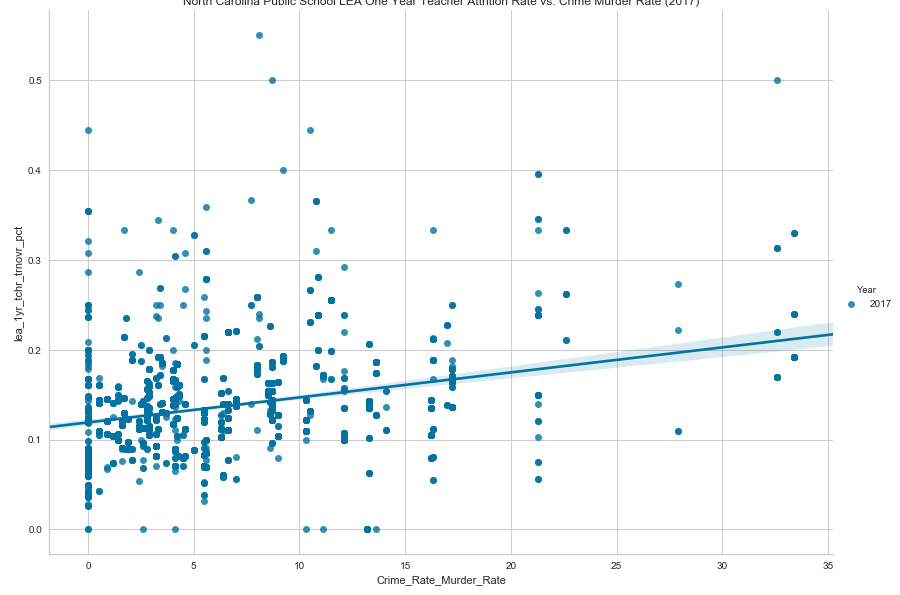 North Carolina Public School LEA One Year Teacher Attrition Rate vs. Crime Murder Rate (2017)
lea_1yr_tchr_trnovr_pct
0.5
0.4
0.3
0.2
0.1
0.0
0 5 10 15 20 25 30 35
Crime_Rate_Murder_Rate
Year
2017